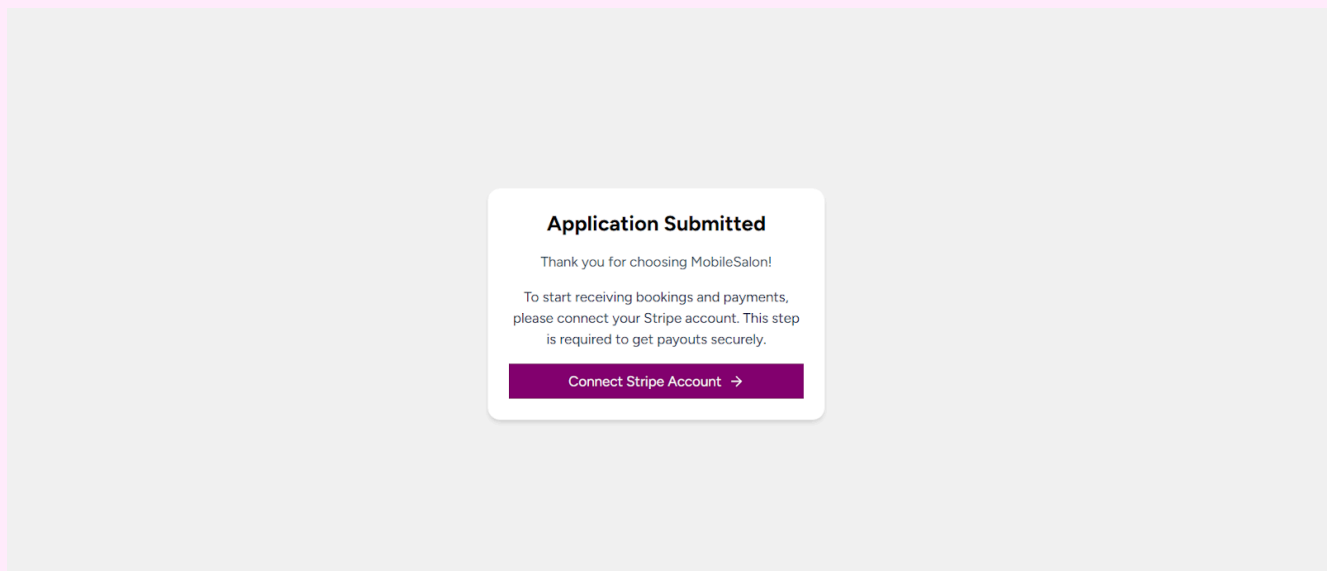 Application Submitted
Thank you for choosing MobileSalon!
To start receiving bookings and payments,
please connect your Stripe account. This step
is required to get payouts securely.
Connect Stripe Account →